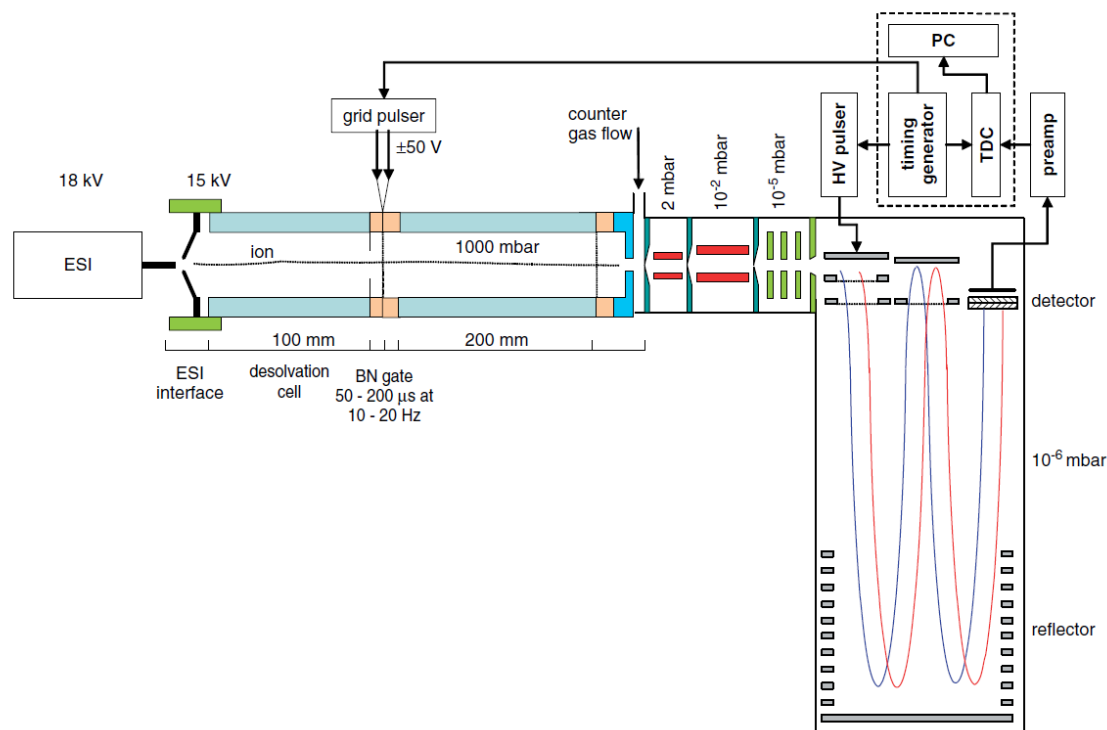 PC
grid pulser
±50 V
counter
gas flow
HV pulser
timing
generator
TDC
preamp
18 kV
15 kV
2 mbar
10⁻² mbar
10⁻⁵ mbar
ESI
ion
1000 mbar
detector
100 mm
200 mm
ESI
interface
desolvation
cell
BN gate
50 - 200 µs at
10 - 20 Hz
10⁻⁶ mbar
reflector